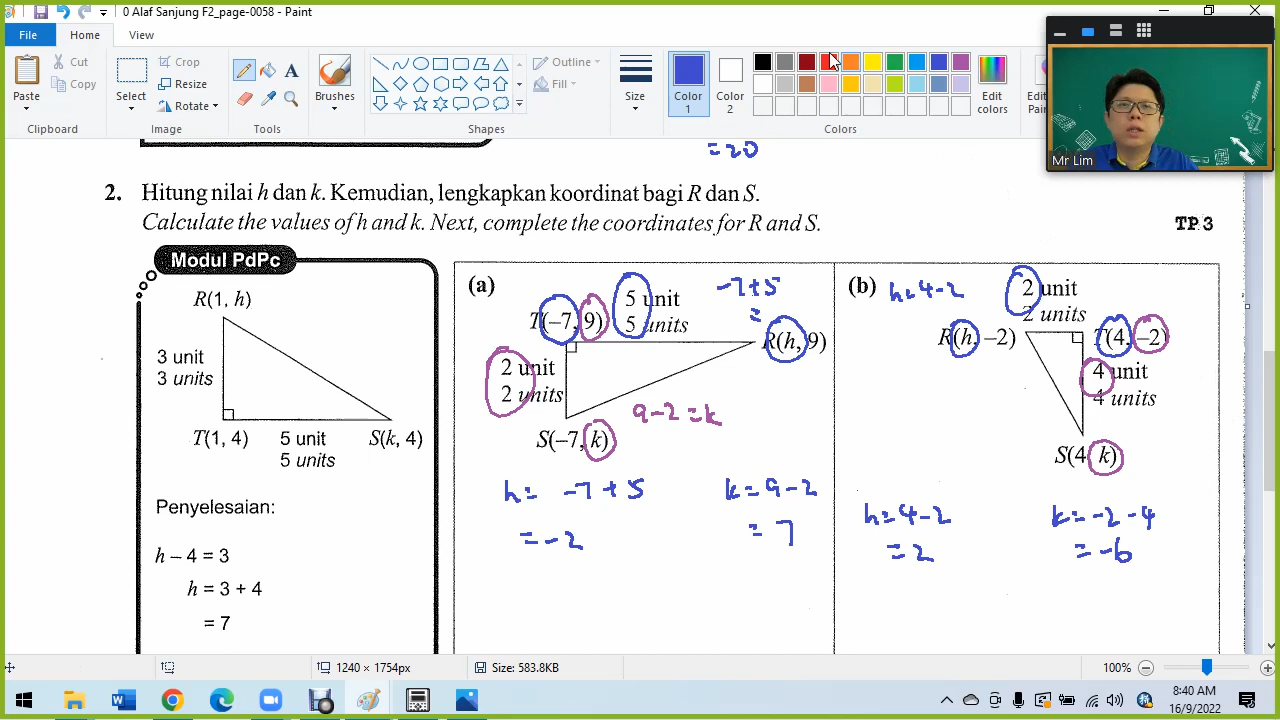 0 Alaf Sanjung F2_page-0058 - Paint
File Home View
Paste
Cut
Copy
Clipboard
Select
Crop
Resize
Rotate
Image
A
Tools
Brushes
Outline
Fill
Shapes
Size
Color 1
Color 2
Colors
Edit colors
Edit
Mr Lim
= 20
2. Hitung nilai h dan k. Kemudian, lengkapkan koordinat bagi R dan S.
Calculate the values of h and k. Next, complete the coordinates for R and S.
TP 3
Modul PdPc
R(1, h)
3 unit
3 units
T(1, 4)
5 unit
5 units
S(k, 4)
Penyelesaian:
h – 4 = 3
h = 3 + 4
= 7
(a)
5 unit
5 units
-7+5
=
T(–7, 9)
R(h, 9)
2 unit
2 units
9-2=k
S(–7, k)
h= -7+5
= -2
k=9-2
= 7
(b)
h=4-2
2 unit
2 units
R(h, –2)
T(4, –2)
4 unit
4 units
S(4, k)
h=4-2
= 2
k=-2-4
= -6
1240 × 1754px
Size: 583.8KB
100%
8:40 AM
16/9/2022